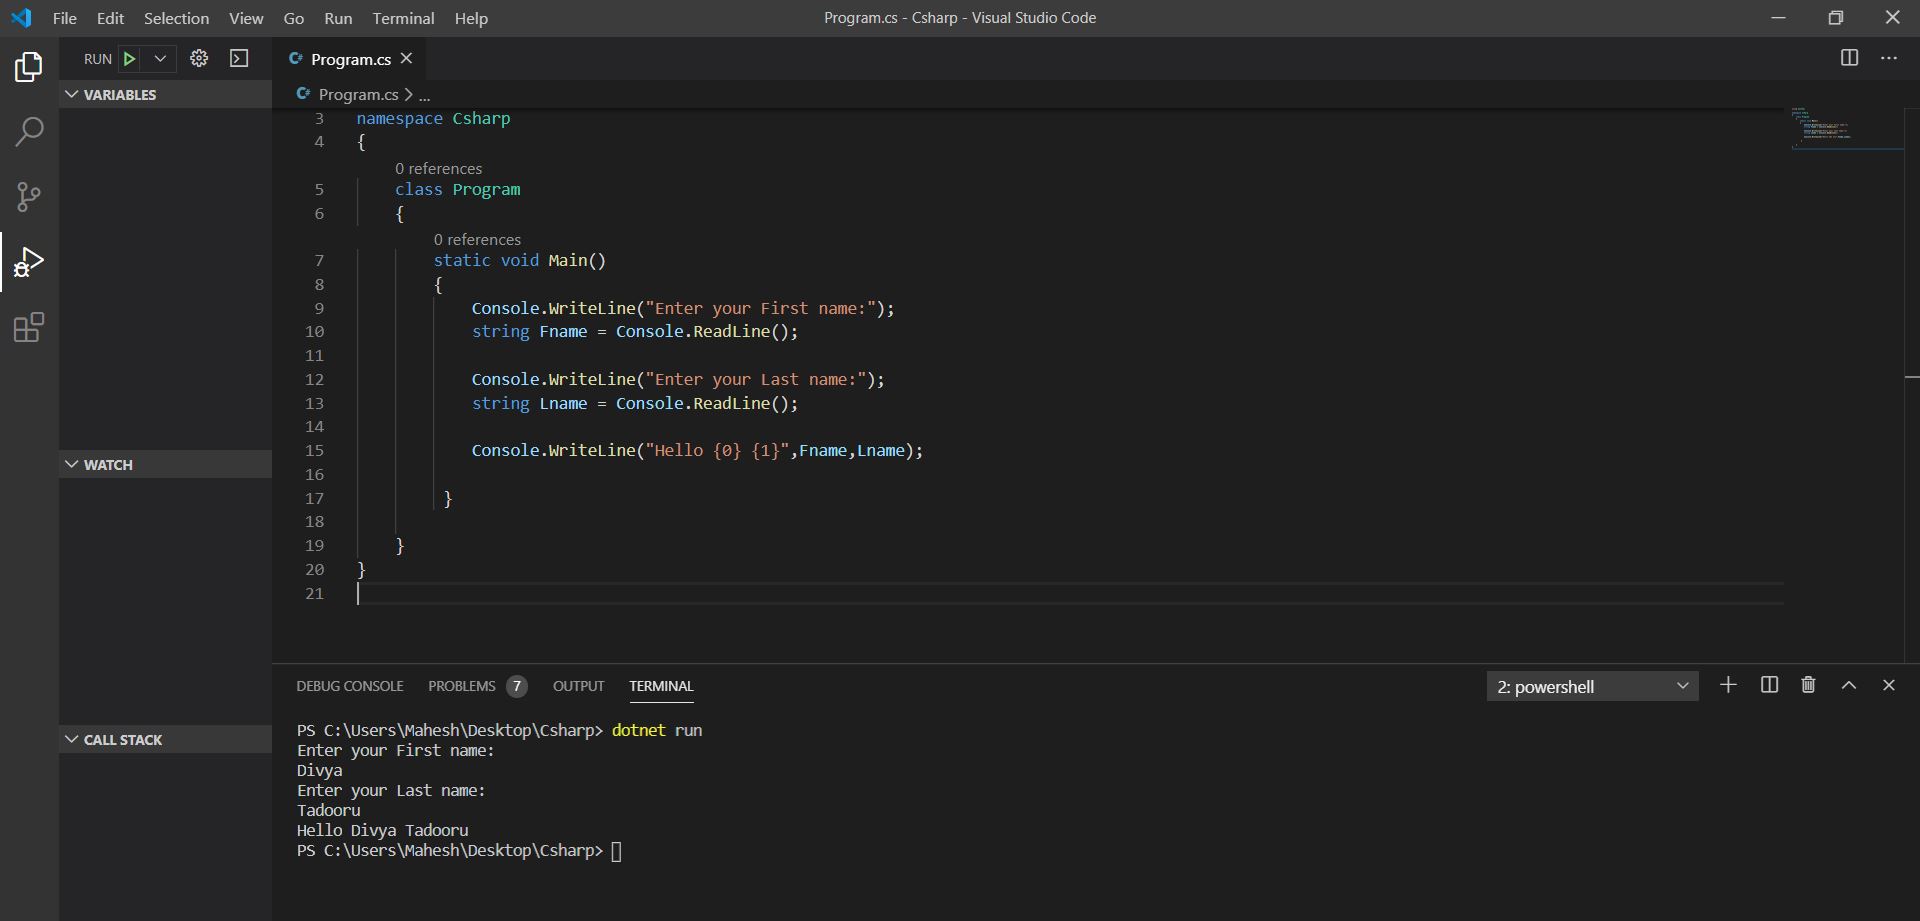 File Edit Selection View Go Run Terminal Help
Program.cs - Csharp - Visual Studio Code
RUN
Program.cs
VARIABLES
Program.cs > ...
3 namespace Csharp
4 {
0 references
5 class Program
6 {
0 references
7 static void Main()
8 {
9 Console.WriteLine("Enter your First name:");
10 string Fname = Console.ReadLine();
11
12 Console.WriteLine("Enter your Last name:");
13 string Lname = Console.ReadLine();
14
15 Console.WriteLine("Hello {0} {1}",Fname,Lname);
16
17 }
18
19 }
20 }
21
WATCH
CALL STACK
DEBUG CONSOLE PROBLEMS 7 OUTPUT TERMINAL
2: powershell
PS C:\Users\Mahesh\Desktop\Csharp> dotnet run
Enter your First name:
Divya
Enter your Last name:
Tadooru
Hello Divya Tadooru
PS C:\Users\Mahesh\Desktop\Csharp>